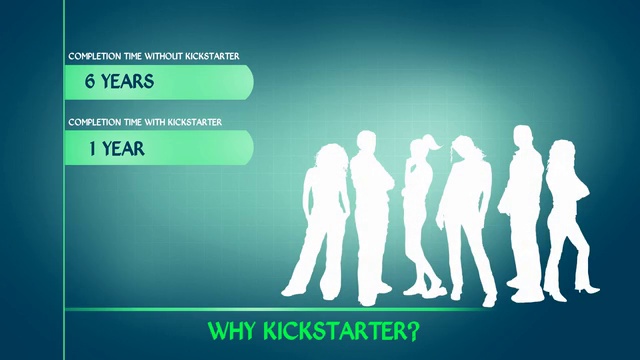 COMPLETION TIME WITHOUT KICKSTARTER
6 YEARS
COMPLETION TIME WITH KICKSTARTER
1 YEAR
WHY KICKSTARTER?